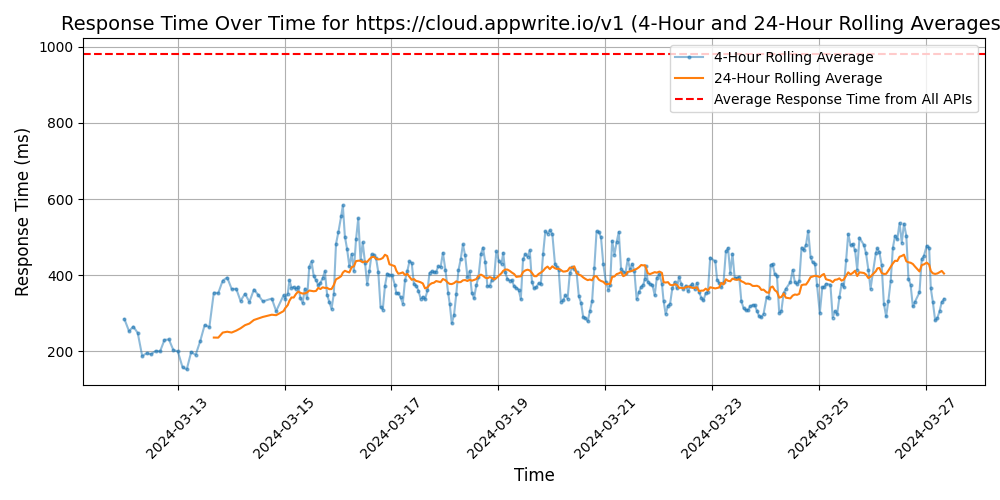 Response Time Over Time for https://cloud.appwrite.io/v1 (4-Hour and 24-Hour Rolling Averages
4-Hour Rolling Average
24-Hour Rolling Average
Average Response Time from All APIs
Response Time (ms)
1000
800
600
400
200
2024-03-13
2024-03-15
2024-03-17
2024-03-19
2024-03-21
2024-03-23
2024-03-25
2024-03-27
Time